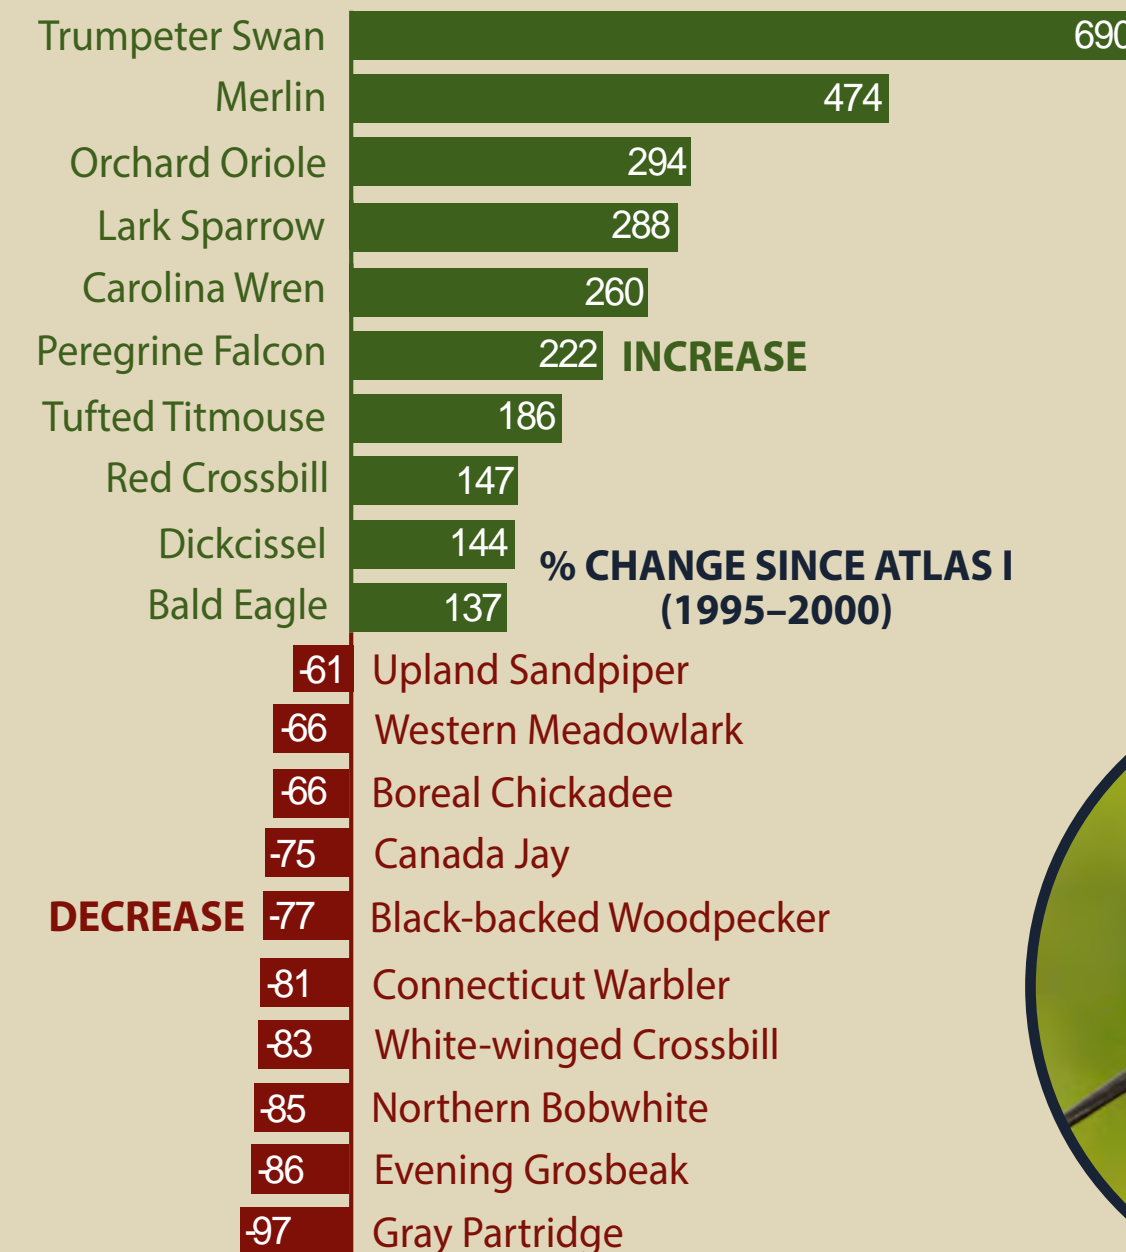 Trumpeter Swan 690
Merlin 474
Orchard Oriole 294
Lark Sparrow 288
Carolina Wren 260
Peregrine Falcon 222 INCREASE
Tufted Titmouse 186
Red Crossbill 147
Dickcissel 144
% CHANGE SINCE ATLAS I
(1995–2000)
Bald Eagle 137
-61 Upland Sandpiper
-66 Western Meadowlark
-66 Boreal Chickadee
-75 Canada Jay
DECREASE -77 Black-backed Woodpecker
-81 Connecticut Warbler
-83 White-winged Crossbill
-85 Northern Bobwhite
-86 Evening Grosbeak
-97 Gray Partridge